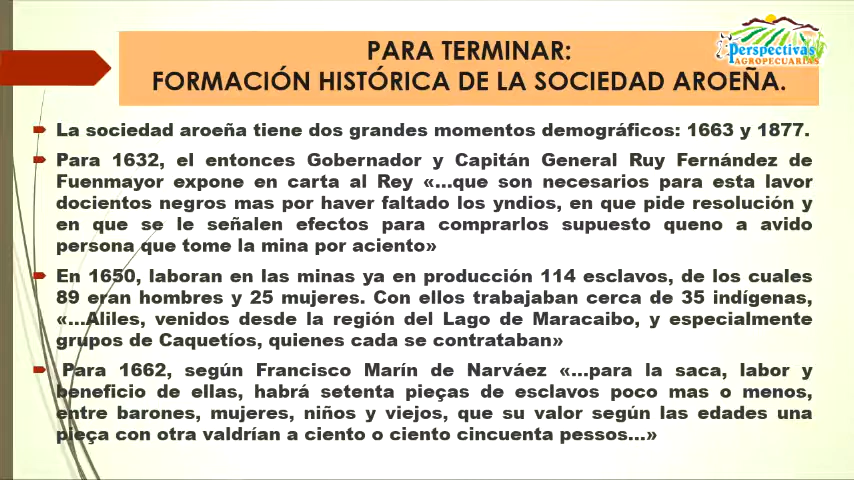 PARA TERMINAR:
FORMACIÓN HISTÓRICA DE LA SOCIEDAD AROEÑA.
Perspectivas
AGROPECUARIAS
La sociedad aroeña tiene dos grandes momentos demográficos: 1663 y 1877.
Para 1632, el entonces Gobernador y Capitán General Ruy Fernández de
Fuenmayor expone en carta al Rey «…que son necesarios para esta lavor
docientos negros mas por haver faltado los yndios, en que pide resolución y
en que se le señalen efectos para comprarlos supuesto queno a avido
persona que tome la mina por aciento»
En 1650, laboran en las minas ya en producción 114 esclavos, de los cuales
89 eran hombres y 25 mujeres. Con ellos trabajaban cerca de 35 indígenas,
«…Aliles, venidos desde la región del Lago de Maracaibo, y especialmente
grupos de Caquetíos, quienes cada se contrataban»
Para 1662, según Francisco Marín de Narváez «…para la saca, labor y
beneficio de ellas, habrá setenta pieças de esclavos poco mas o menos,
entre barones, mujeres, niños y viejos, que su valor según las edades una
pieça con otra valdrían a ciento o ciento cincuenta pessos…»